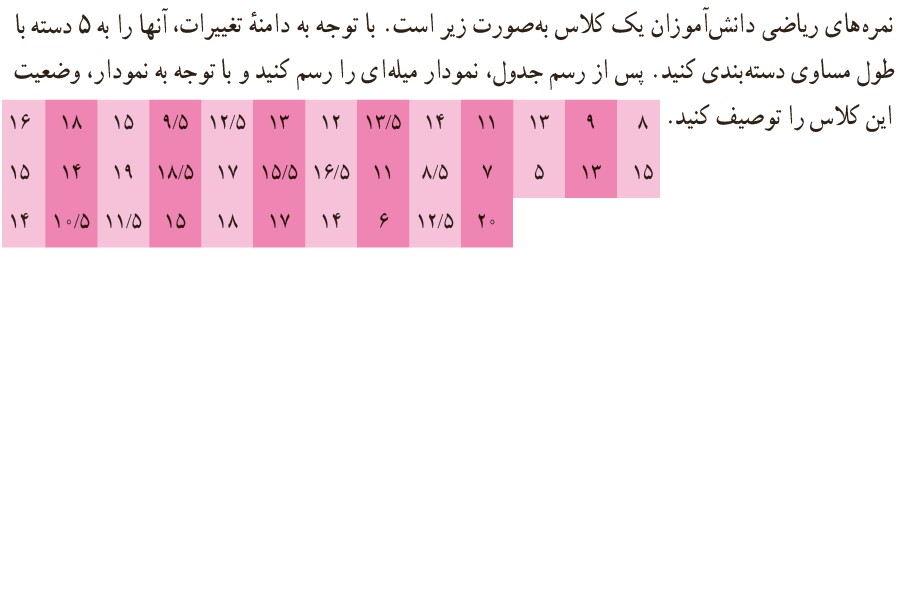 نمره‌های ریاضی دانش‌آموزان یک کلاس به‌صورت زیر است. با توجه به دامنهٔ تغییرات، آنها را به ۵ دسته با
طول مساوی دسته‌بندی کنید. پس از رسم جدول، نمودار میله‌ای را رسم کنید و با توجه به نمودار، وضعیت
این کلاس را توصیف کنید.
۸ ۹ ۱۳ ۱۱ ۱۴ ۱۳/۵ ۱۲ ۱۳ ۱۲/۵ ۹/۵ ۱۵ ۱۸ ۱۶
۱۵ ۱۳ ۵ ۷ ۸/۵ ۱۱ ۱۶/۵ ۱۵/۵ ۱۷ ۱۸/۵ ۱۹ ۱۴ ۱۵
۲۰ ۱۲/۵ ۶ ۱۴ ۱۷ ۱۸ ۱۵ ۱۱/۵ ۱۰/۵ ۱۴